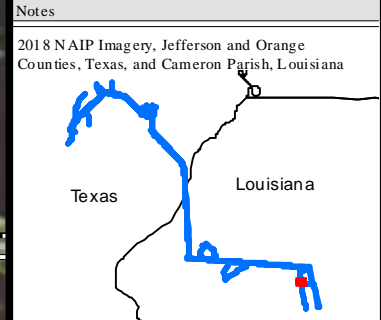 Notes
2018 NAIP Imagery, Jefferson and Orange
Counties, Texas, and Cameron Parish, Louisiana
Louisiana
Texas